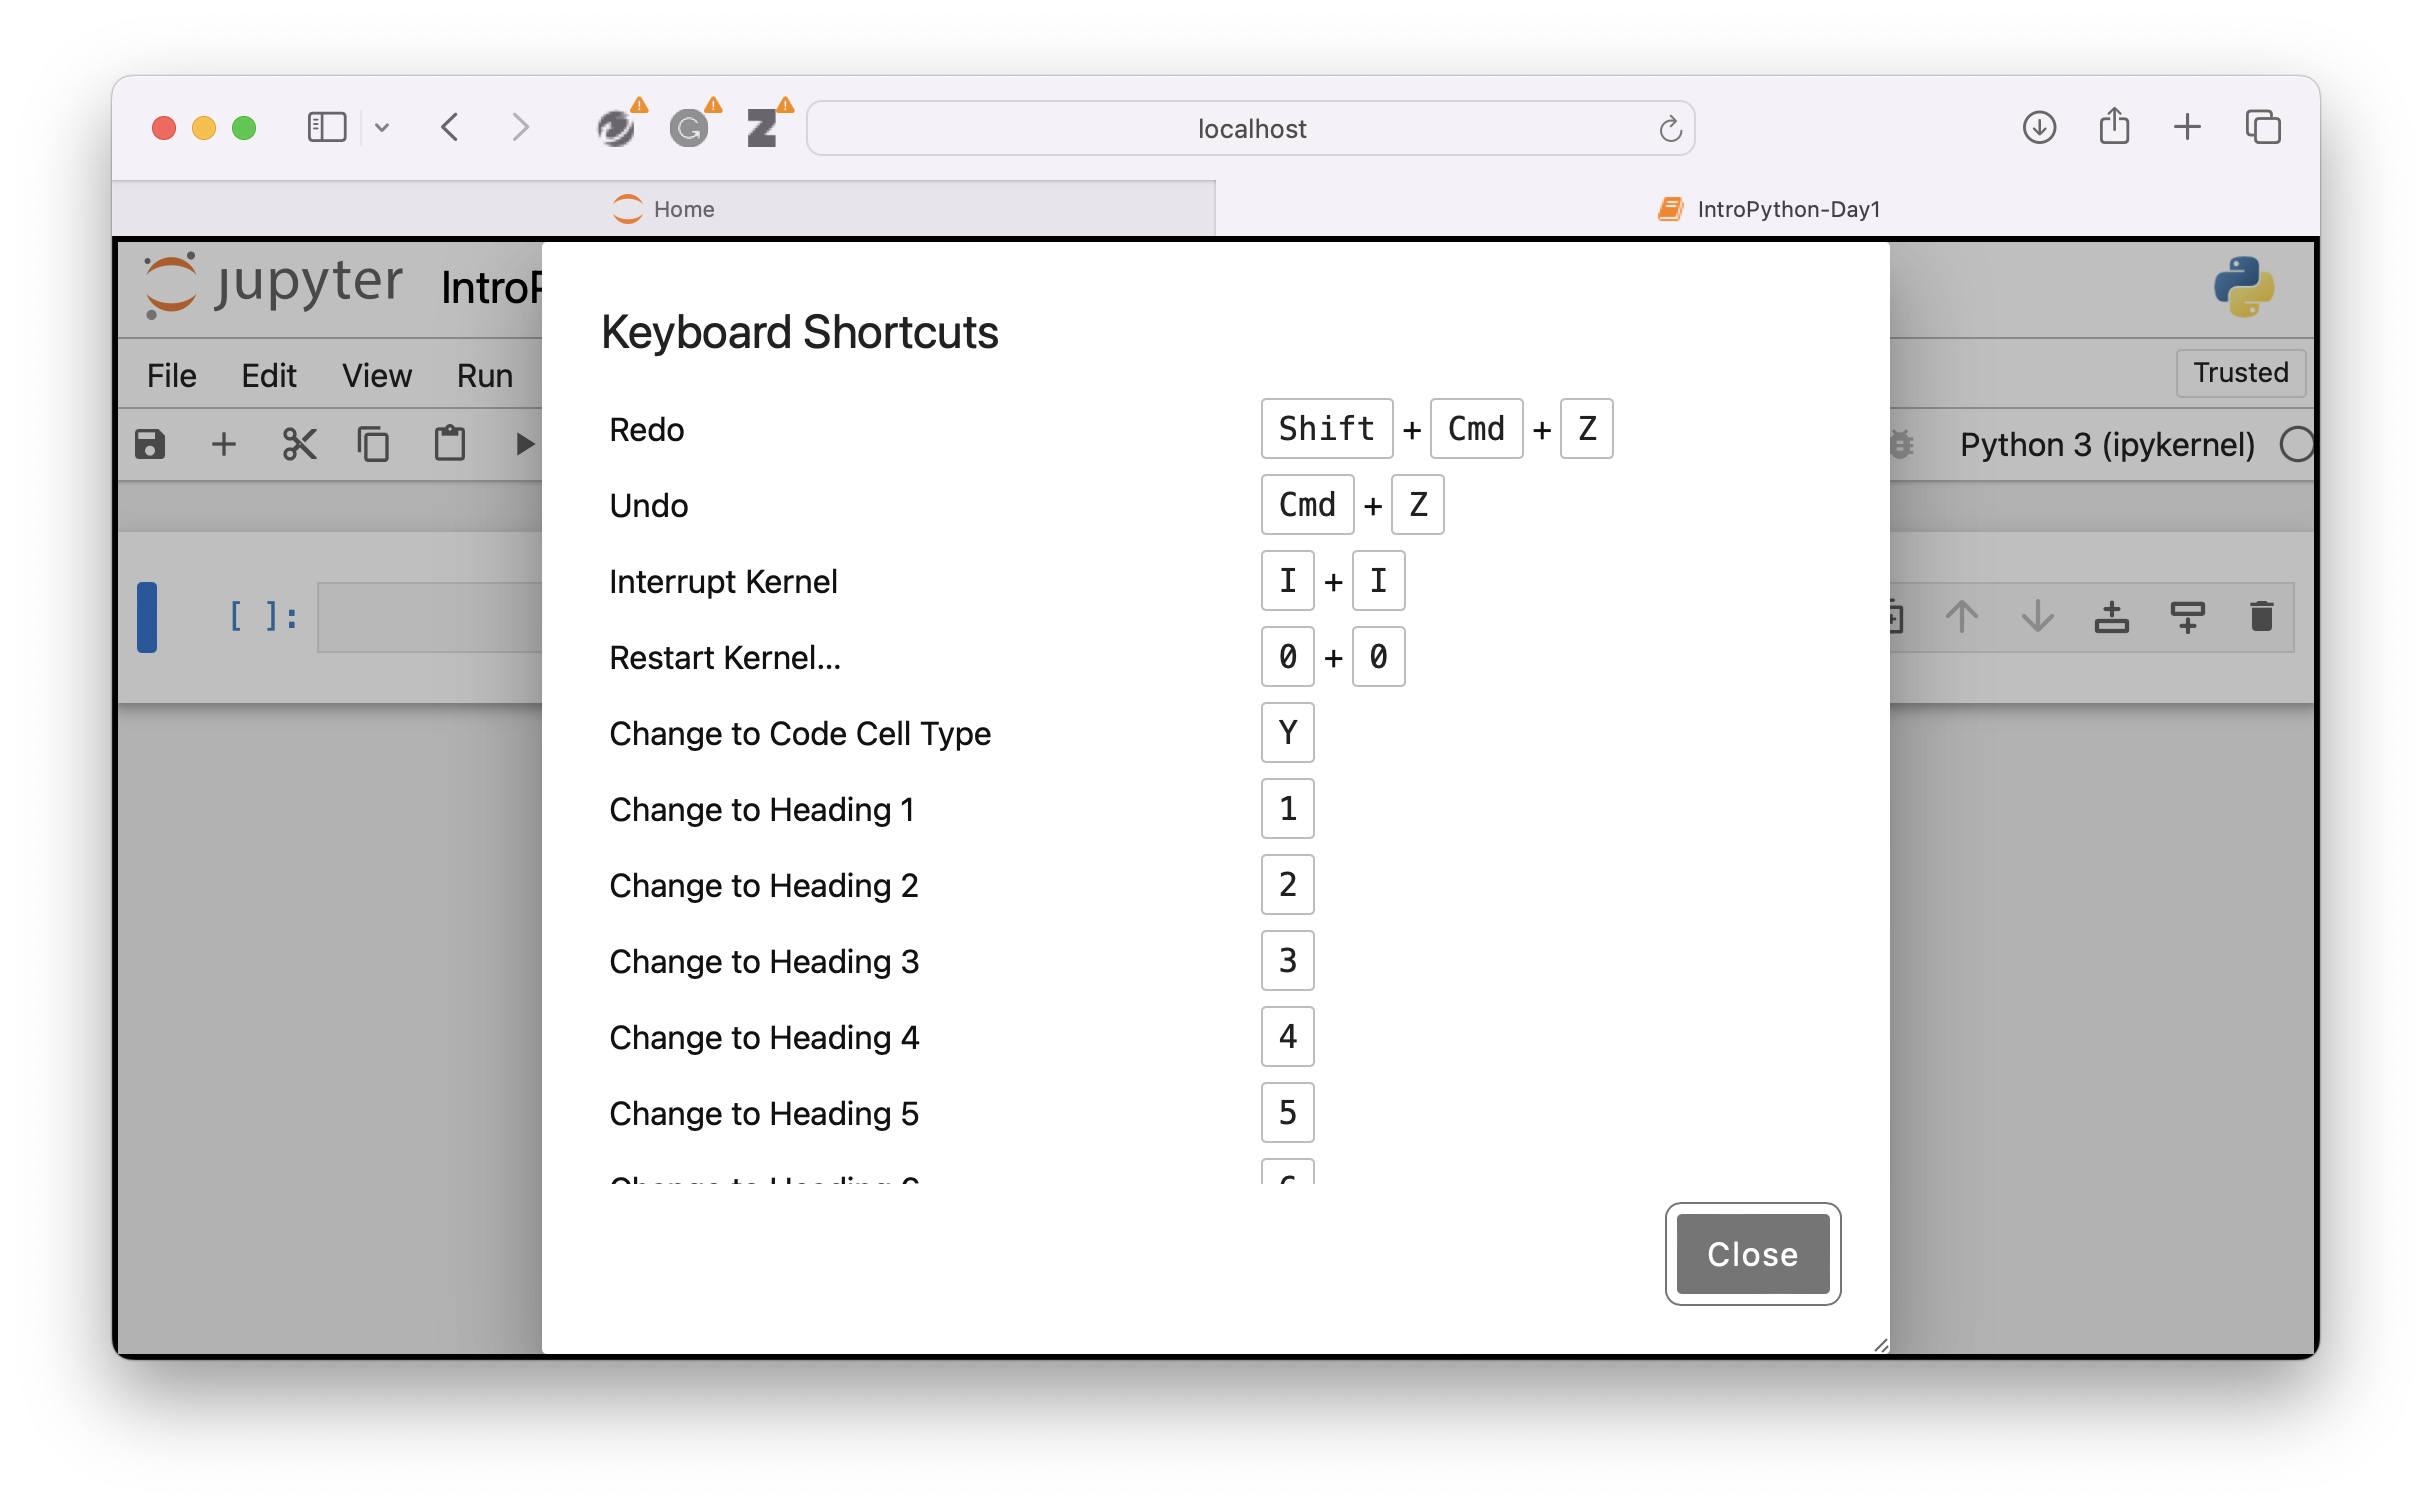 localhost
Home
IntroPython-Day1
jupyter IntroP
Keyboard Shortcuts
File Edit View Run
Trusted
Python 3 (ipykernel)
[ ]:
Redo Shift + Cmd + Z
Undo Cmd + Z
Interrupt Kernel I + I
Restart Kernel... 0 + 0
Change to Code Cell Type Y
Change to Heading 1 1
Change to Heading 2 2
Change to Heading 3 3
Change to Heading 4 4
Change to Heading 5 5
Close